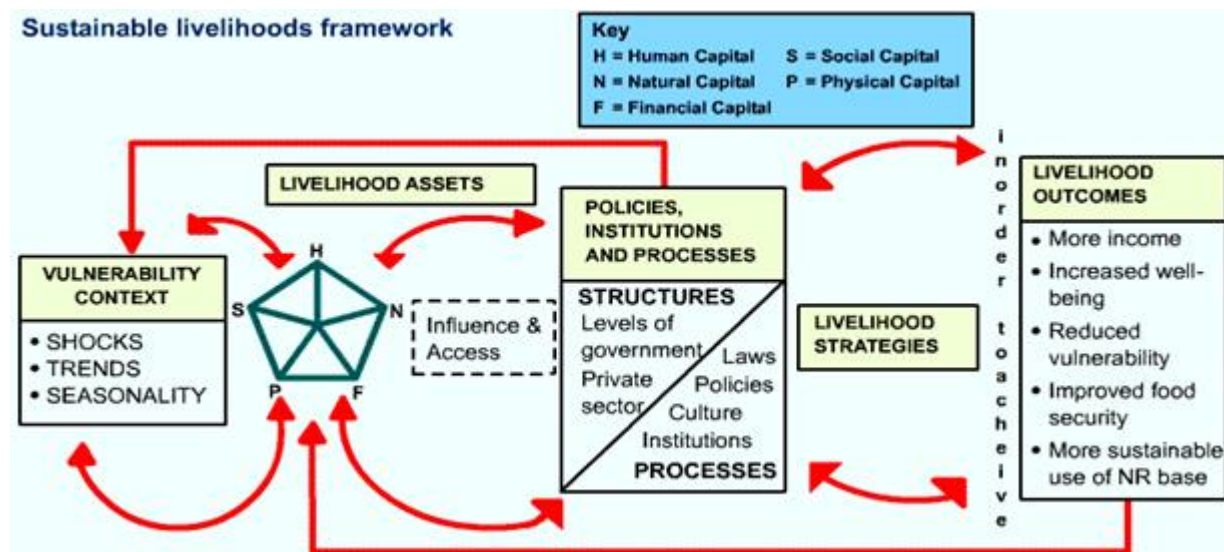 Sustainable livelihoods framework
Key
H = Human Capital S = Social Capital
N = Natural Capital P = Physical Capital
F = Financial Capital
LIVELIHOOD ASSETS
VULNERABILITY
CONTEXT
• SHOCKS
• TRENDS
• SEASONALITY
H
S
N
P
F
Influence &
Access
POLICIES,
INSTITUTIONS
AND PROCESSES
STRUCTURES
Levels of
government
Private
sector
Laws
Policies
Culture
Institutions
PROCESSES
LIVELIHOOD
STRATEGIES
inorder toacheive
LIVELIHOOD
OUTCOMES
• More income
• Increased well-
being
• Reduced
vulnerability
• Improved food
security
• More sustainable
use of NR base